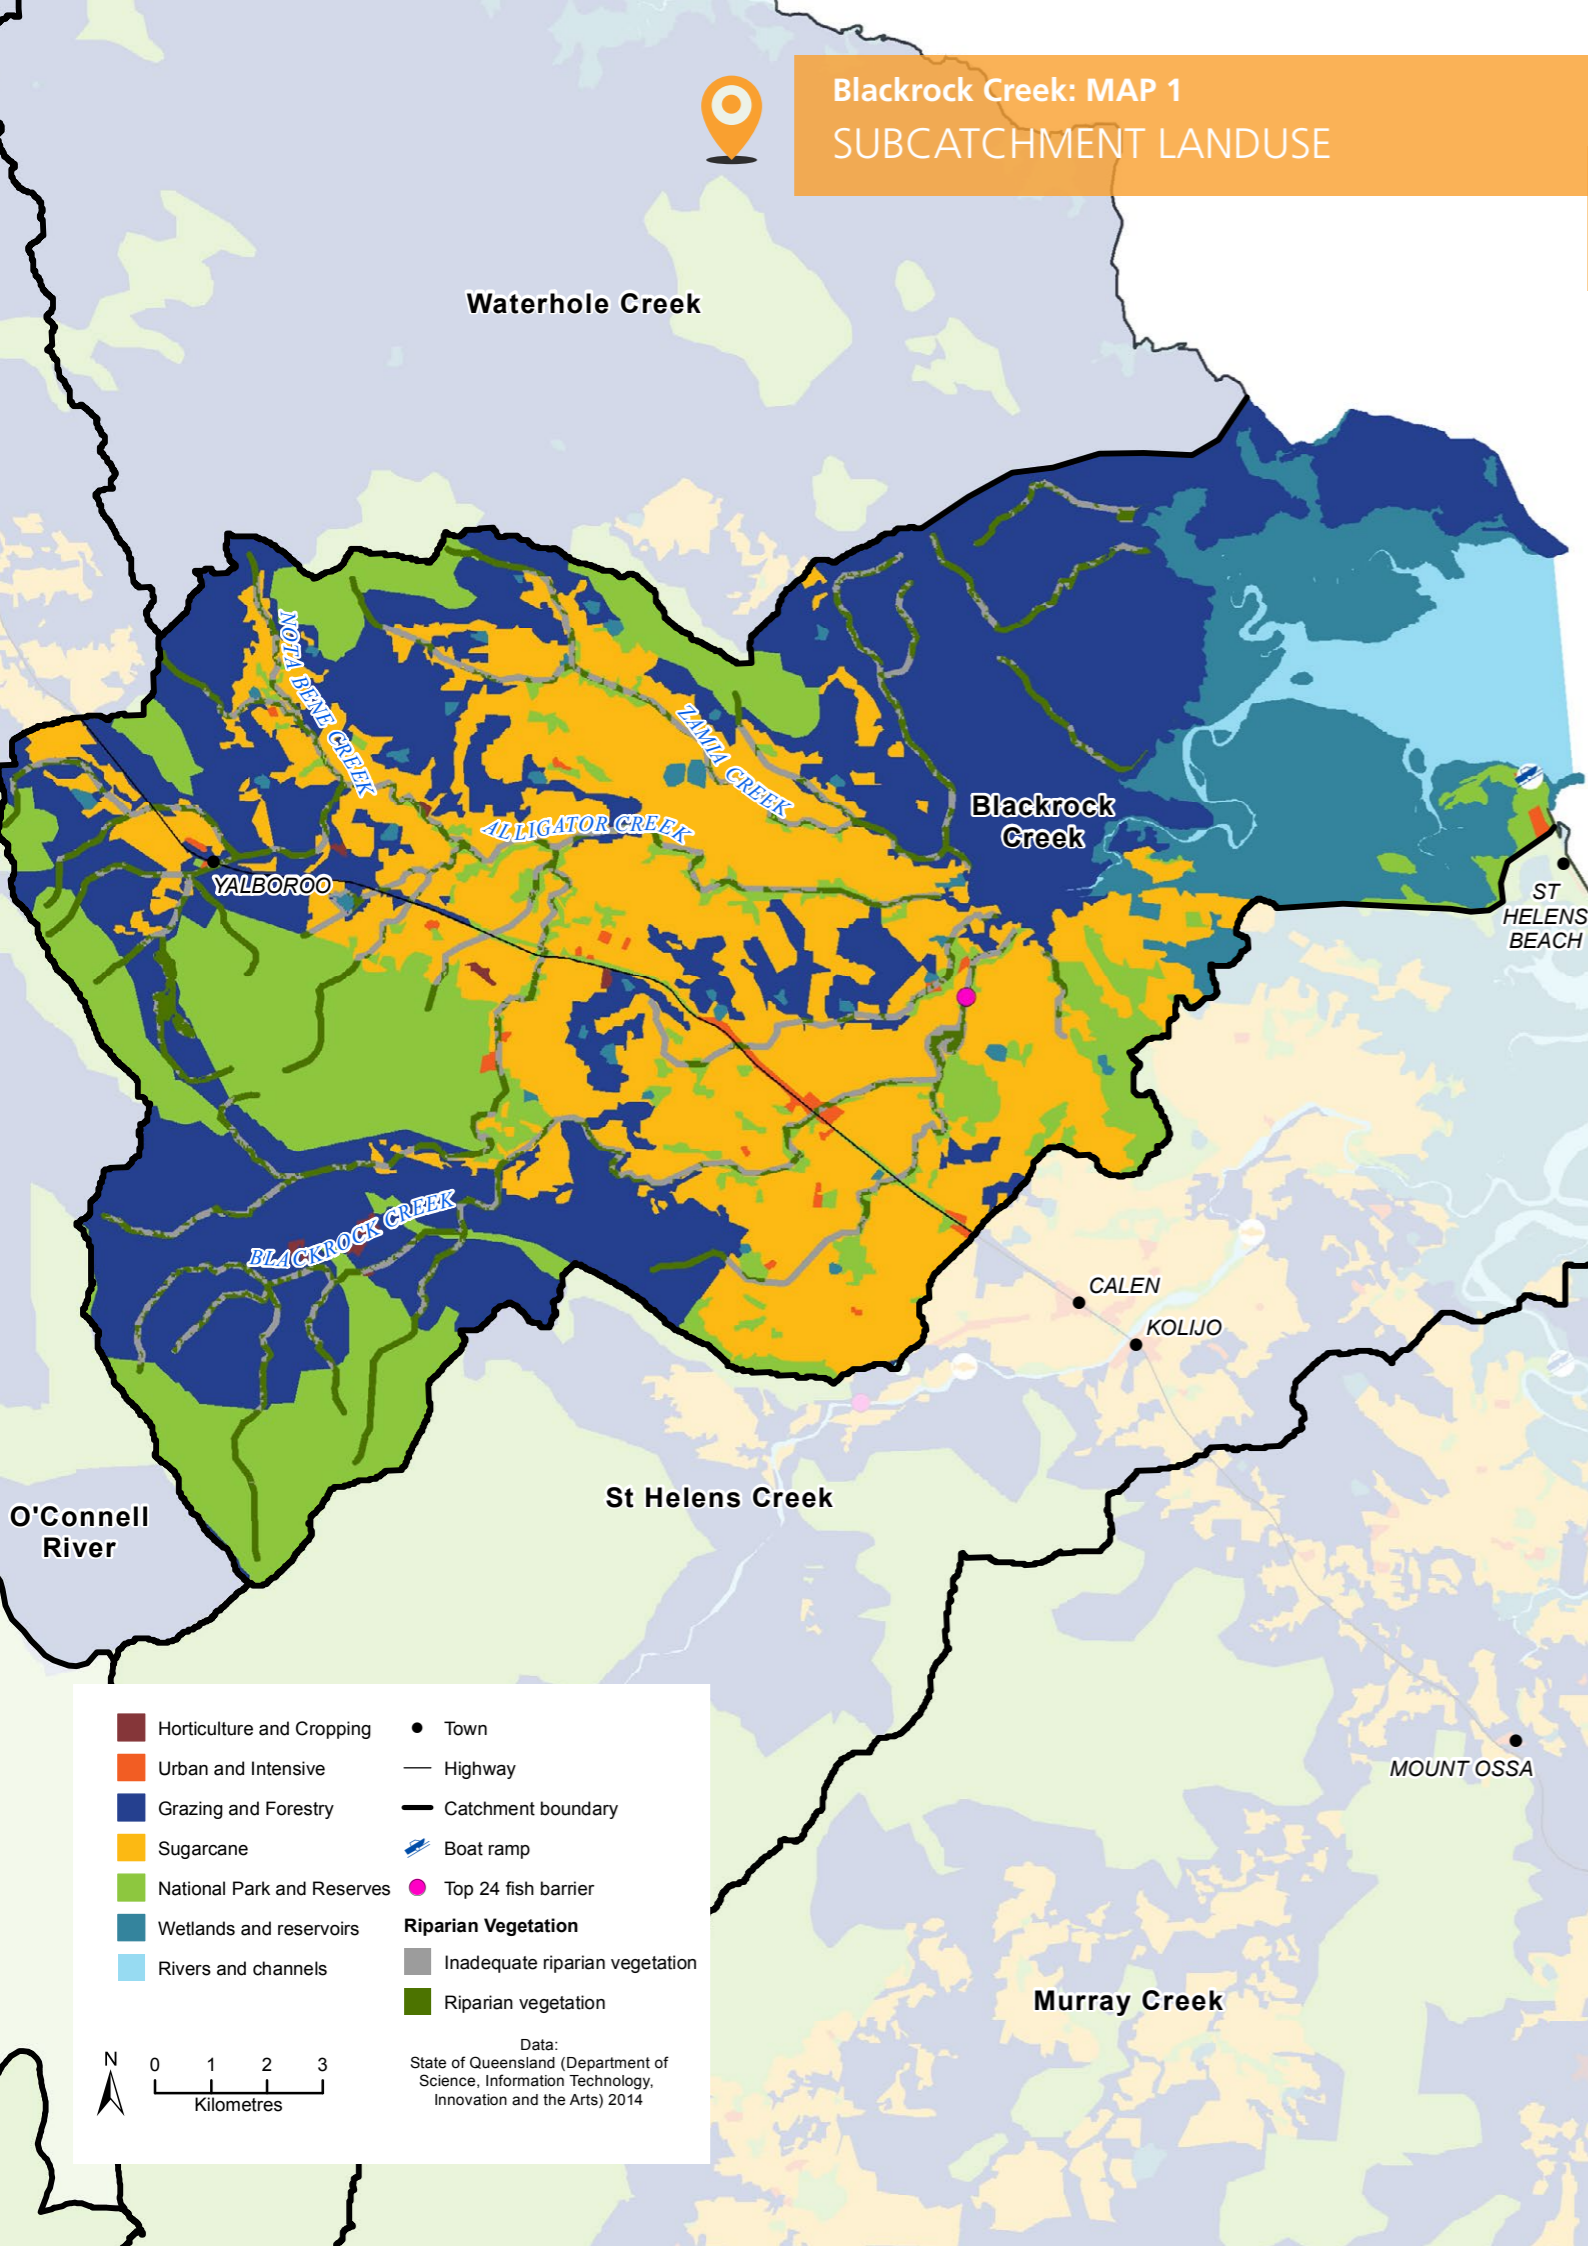 Blackrock Creek: MAP 1
SUBCATCHMENT LANDUSE
Waterhole Creek
NOTA BENE CREEK
ZAMIA CREEK
ALLIGATOR CREEK
Blackrock
Creek
YALBOROO
ST
HELENS
BEACH
BLACKROCK CREEK
CALEN
KOLIJO
St Helens Creek
O'Connell
River
MOUNT OSSA
Murray Creek
Horticulture and Cropping
Urban and Intensive
Grazing and Forestry
Sugarcane
National Park and Reserves
Wetlands and reservoirs
Rivers and channels
Town
Highway
Catchment boundary
Boat ramp
Top 24 fish barrier
Riparian Vegetation
Inadequate riparian vegetation
Riparian vegetation
N
0 1 2 3
Kilometres
Data:
State of Queensland (Department of
Science, Information Technology,
Innovation and the Arts) 2014